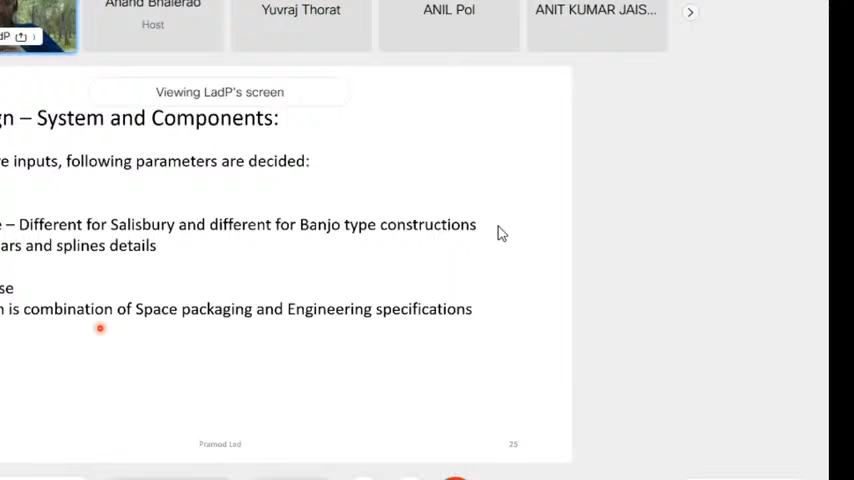 Anand Bhalerao
Host
Yuvraj Thorat
ANIL Pol
ANIT KUMAR JAIS...
dP
Viewing LadP's screen
gn – System and Components:
e inputs, following parameters are decided:
e – Different for Salisbury and different for Banjo type constructions
ars and splines details
se
n is combination of Space packaging and Engineering specifications
Pramod Lad
25